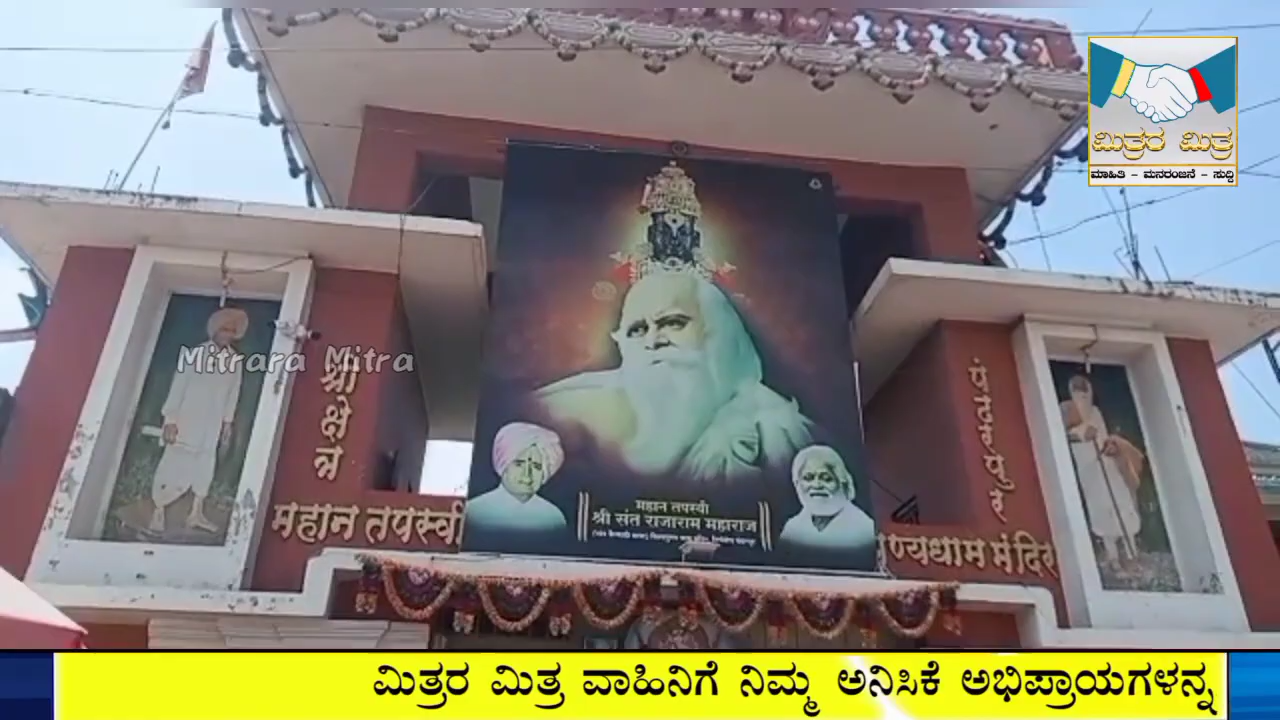 ಮಿತ್ರರ ಮಿತ್ರ
ಮಾಹಿತಿ – ಮನರಂಜನೆ – ಸುದ್ದಿ
Mitrara Mitra
श्री क्षेत्र
पंढरपुर
महान तपस्वी
महान तपस्वी
श्री संत राजाराम महाराज
ण्यधाम मंदिर
ಮಿತ್ರರ ಮಿತ್ರ ವಾಹಿನಿಗೆ ನಿಮ್ಮ ಅನಿಸಿಕೆ ಅಭಿಪ್ರಾಯಗಳನ್ನ